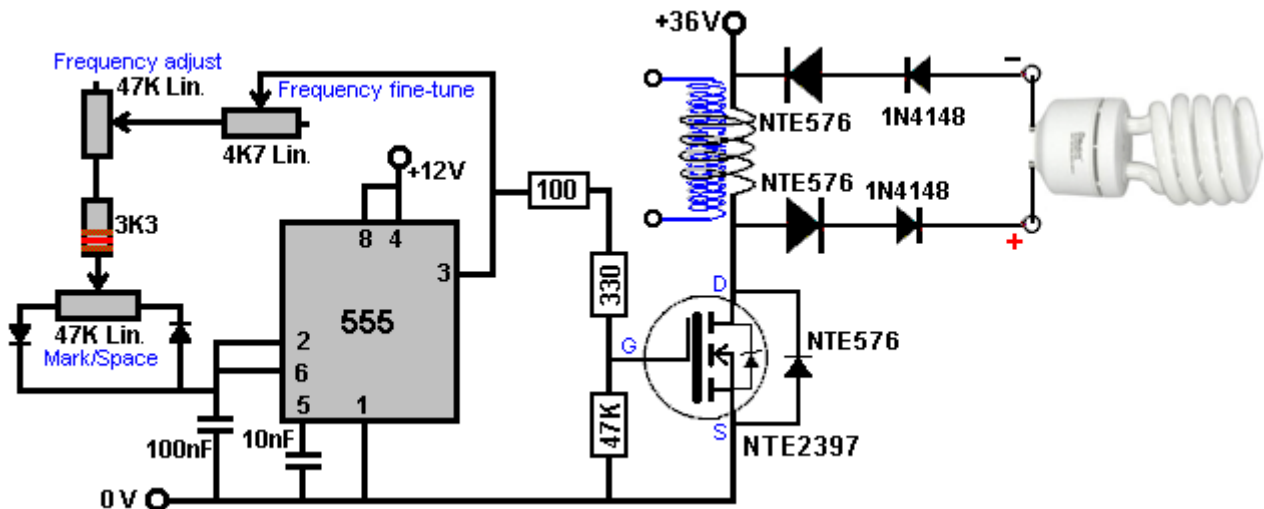 +36V
Frequency adjust
47K Lin.
Frequency fine-tune
4K7 Lin.
+12V
NTE576
1N4148
-
NTE576
1N4148
+
100
3K3
8 4
3
555
330
D
47K Lin.
Mark/Space
2
6
G
NTE576
5 1
100nF
10nF
47K
S
NTE2397
0 V